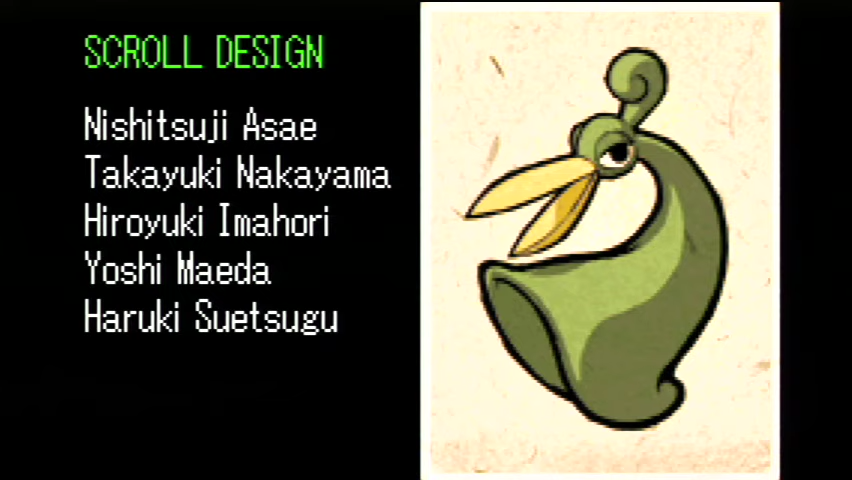 SCROLL DESIGN
Nishitsuji Asae
Takayuki Nakayama
Hiroyuki Imahori
Yoshi Maeda
Haruki Suetsugu